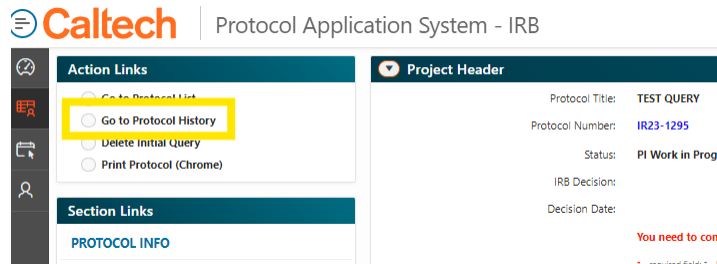 Caltech
Protocol Application System - IRB
Action Links
Go to Protocol List
Go to Protocol History
Delete Initial Query
Print Protocol (Chrome)
Section Links
PROTOCOL INFO
Project Header
Protocol Title: TEST QUERY
Protocol Number: IR23-1295
Status: PI Work in Prog
IRB Decision:
Decision Date:
You need to con